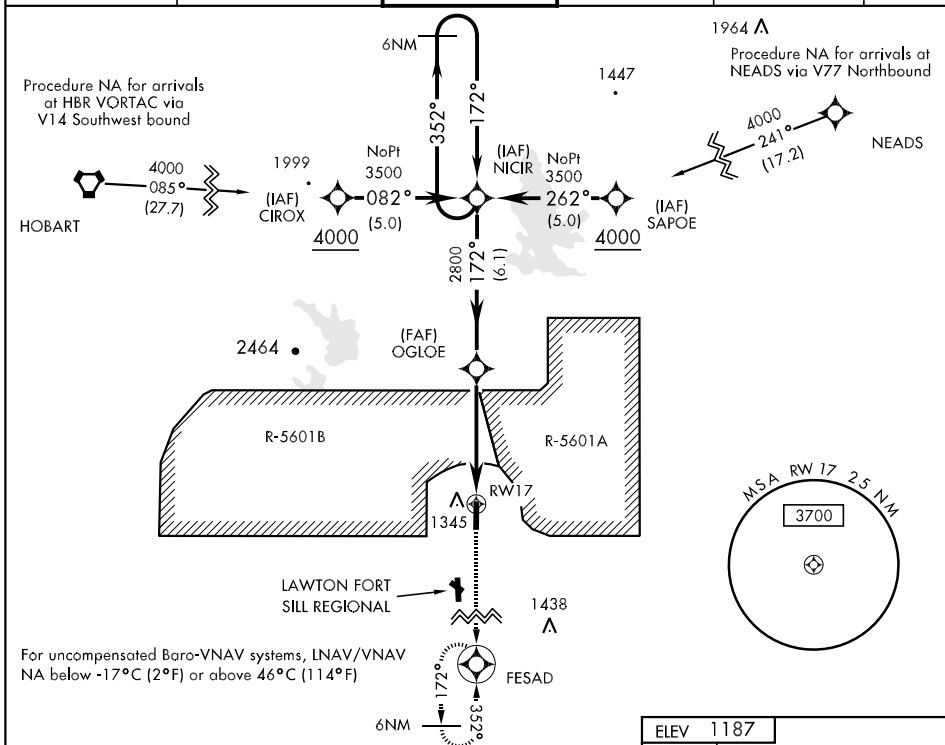 6NM
352°
172°
1964
Procedure NA for arrivals at
NEADS via V77 Northbound
1447
Procedure NA for arrivals
at HBR VORTAC via
V14 Southwest bound
4000
241°
(17.2)
NEADS
HOBART
4000
085°
(27.7)
1999
(IAF)
CIROX
4000
NoPt
3500
082°
(5.0)
(IAF)
NICIR
NoPt
3500
262°
(5.0)
(IAF)
SAPOE
4000
2800
172°
(6.1)
2464
(FAF)
OGLOE
R-5601B
R-5601A
RW17
1345
MSA RW 17 25 NM
3700
LAWTON FORT
SILL REGIONAL
1438
For uncompensated Baro-VNAV systems, LNAV/VNAV
NA below -17°C (2°F) or above 46°C (114°F)
FESAD
172°
352°
6NM
ELEV 1187